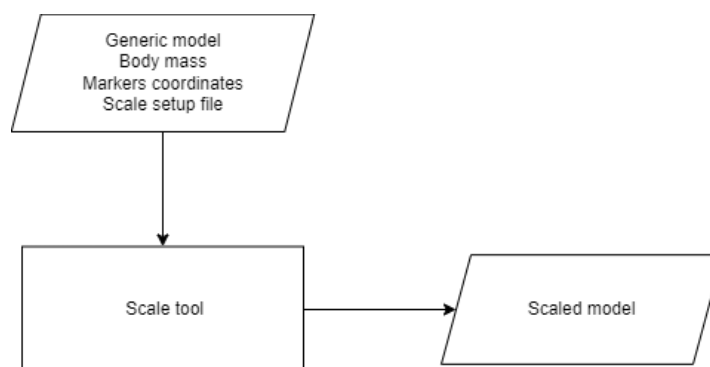 Generic model
Body mass
Markers coordinates
Scale setup file
Scale tool
Scaled model